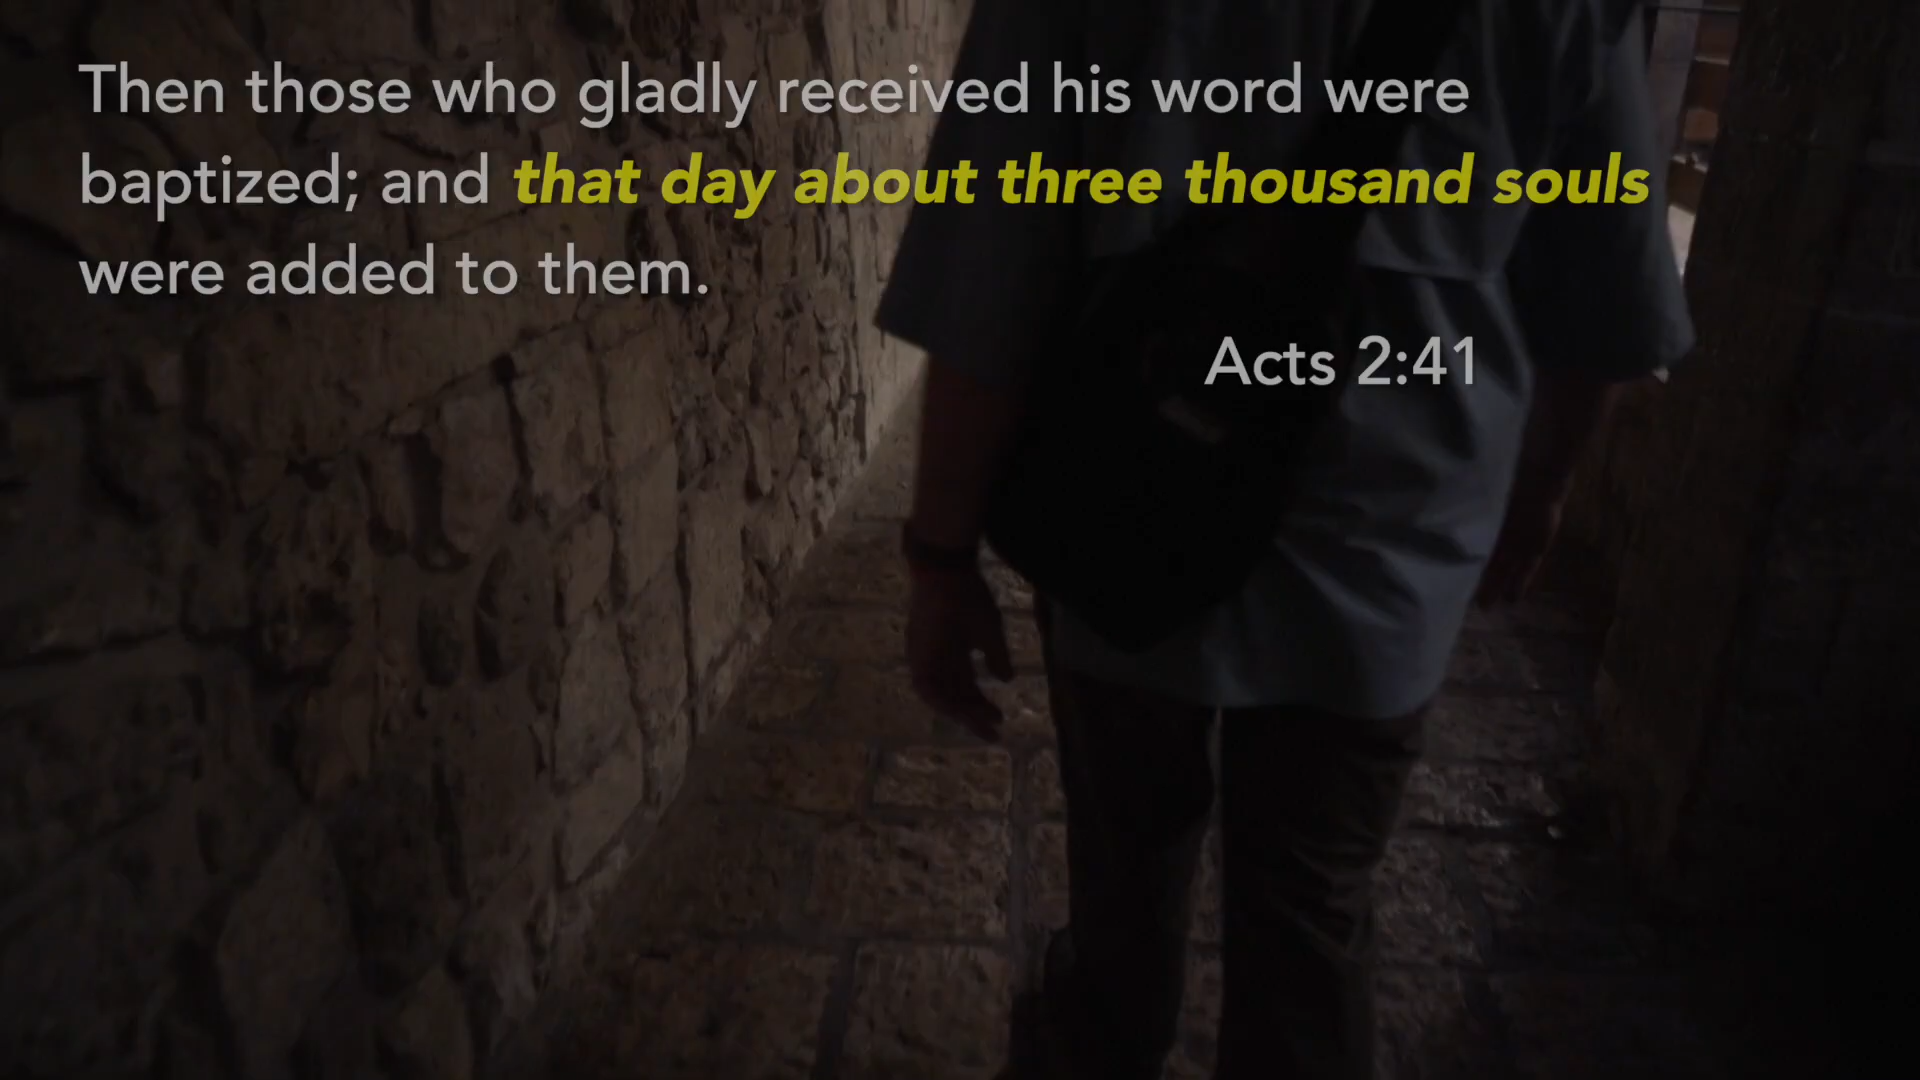 Then those who gladly received his word were
baptized; and that day about three thousand souls
were added to them.
Acts 2:41